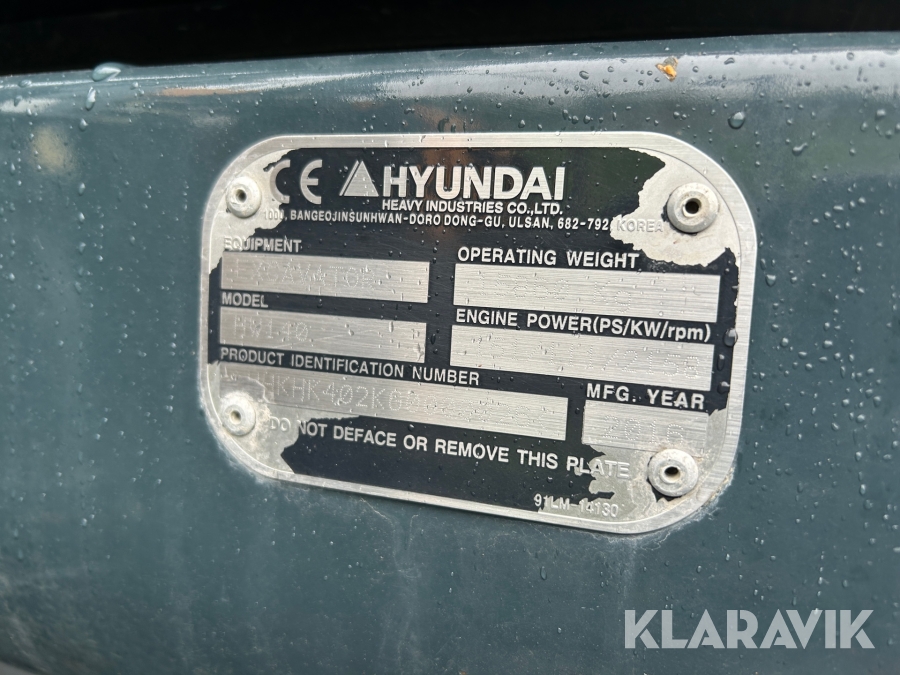 CE HYUNDAI
HEAVY INDUSTRIES CO.,LTD.
BANGEOJINSUNHWAN-DORO DONG-GU, ULSAN, 682-792 KOREA
EQUIPMENT
OPERATING WEIGHT
MODEL
HW140
ENGINE POWER(PS/KW/rpm)
PRODUCT IDENTIFICATION NUMBER
MFG. YEAR
DO NOT DEFACE OR REMOVE THIS PLATE
91LM-14130
KLARAVIK